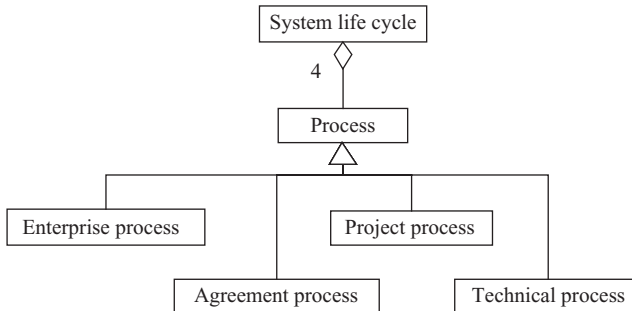 System life cycle
4
Process
Enterprise process
Project process
Agreement process
Technical process